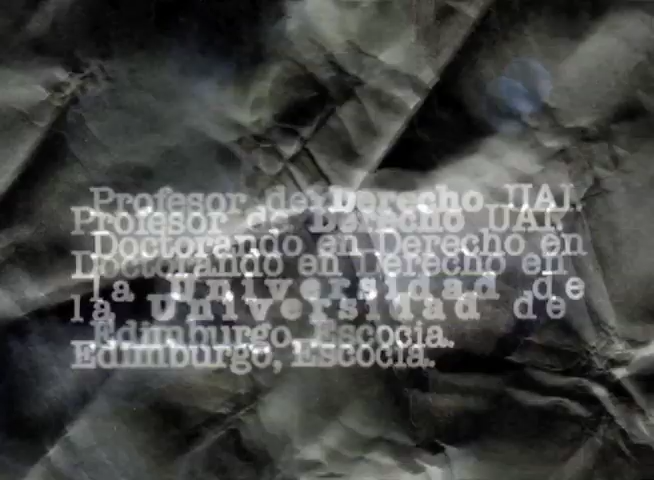 Profesor de Derecho UAI.
Doctorando en Derecho en
la Universidad de
Edimburgo, Escocia.